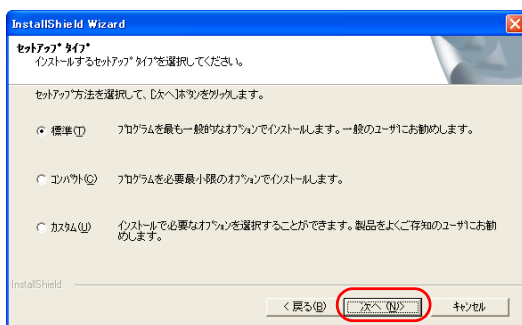 InstallShield Wizard
セットアップ タイプ
インストールするセットアップ タイプを選択してください。
セットアップ方法を選択して、[次へ]ボタンをクリックします。
標準(T) プログラムを最も一般的なオプションでインストールします。一般のユーザにお勧めします。
コンパクト(C) プログラムを必要最小限のオプションでインストールします。
カスタム(U) インストールで必要なオプションを選択することができます。製品をよくご存知のユーザにお勧
めします。
InstallShield
< 戻る(B) 次へ (N)> キャンセル